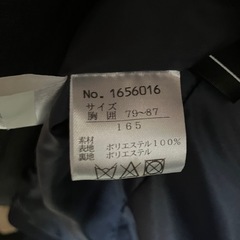 No. 1656016
サイズ
胸囲 79~87
165
素材
表地 ポリエステル100%
裏地 ポリエステル